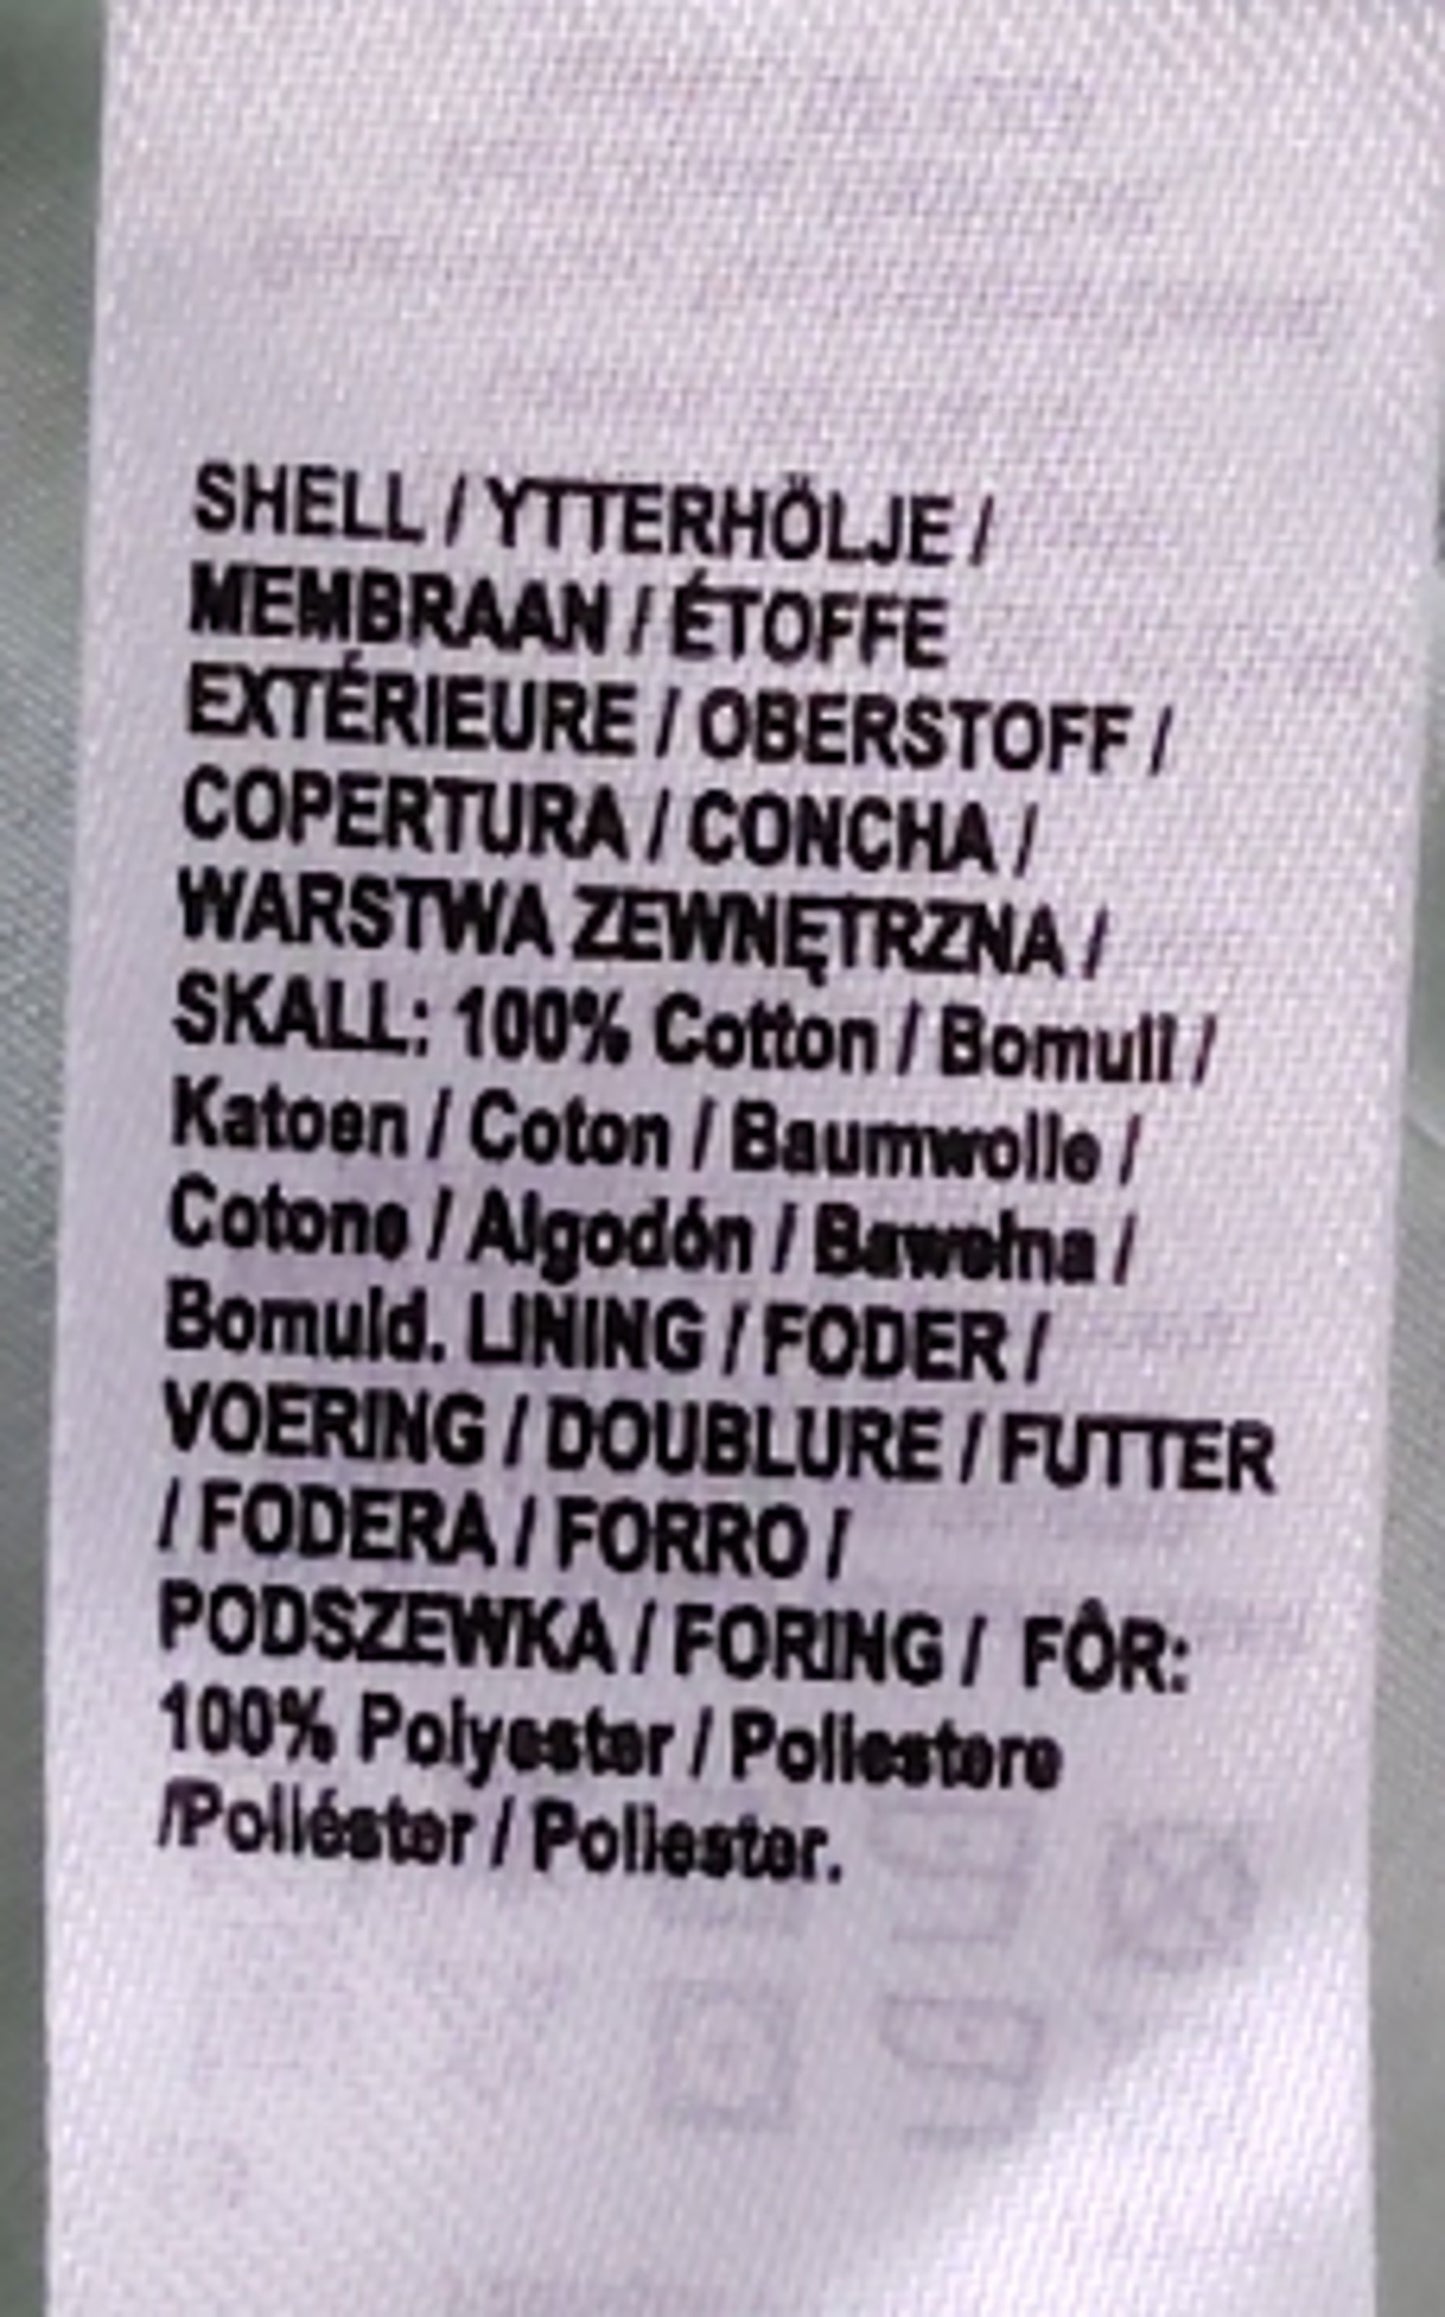 SHELL / YTTERHÖLJE /
MEMBRAAN / ÉTOFFE
EXTÉRIEURE / OBERSTOFF /
COPERTURA / CONCHA /
WARSTWA ZEWNĘTRZNA /
SKALL: 100% Cotton / Bomull /
Katoen / Coton / Baumwolle /
Cotone / Algodón / Bawełna /
Bomuld. LINING / FODER /
VOERING / DOUBLURE / FUTTER
/ FODERA / FORRO /
PODSZEWKA / FORING / FÔR:
100% Polyester / Poliestere
/Poliéster / Poliester.